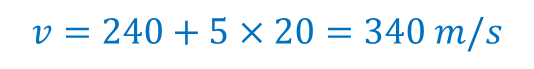 v = 240 + 5 × 20 = 340 m/s